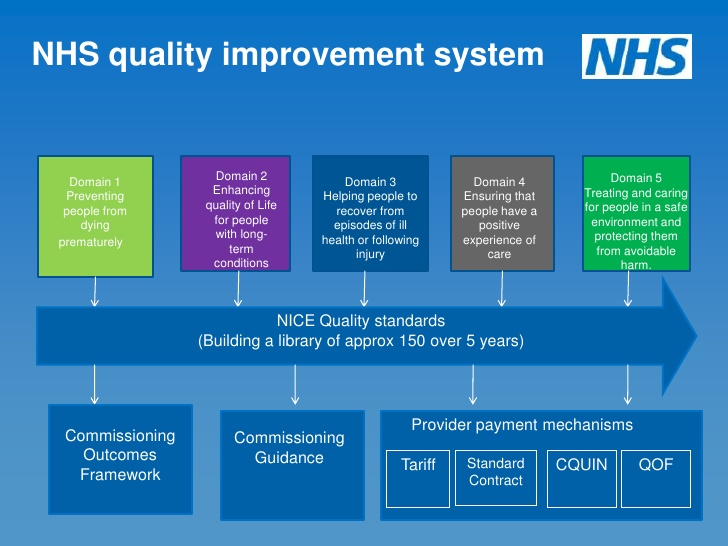 NHS quality improvement system
NHS
Domain 1
Preventing
people from
dying
prematurely
Domain 2
Enhancing
quality of Life
for people
with long-
term
conditions
Domain 3
Helping people to
recover from
episodes of ill
health or following
injury
Domain 4
Ensuring that
people have a
positive
experience of
care
Domain 5
Treating and caring
for people in a safe
environment and
protecting them
from avoidable
harm.
NICE Quality standards
(Building a library of approx 150 over 5 years)
Commissioning
Outcomes
Framework
Commissioning
Guidance
Provider payment mechanisms
Tariff
Standard
Contract
CQUIN
QOF